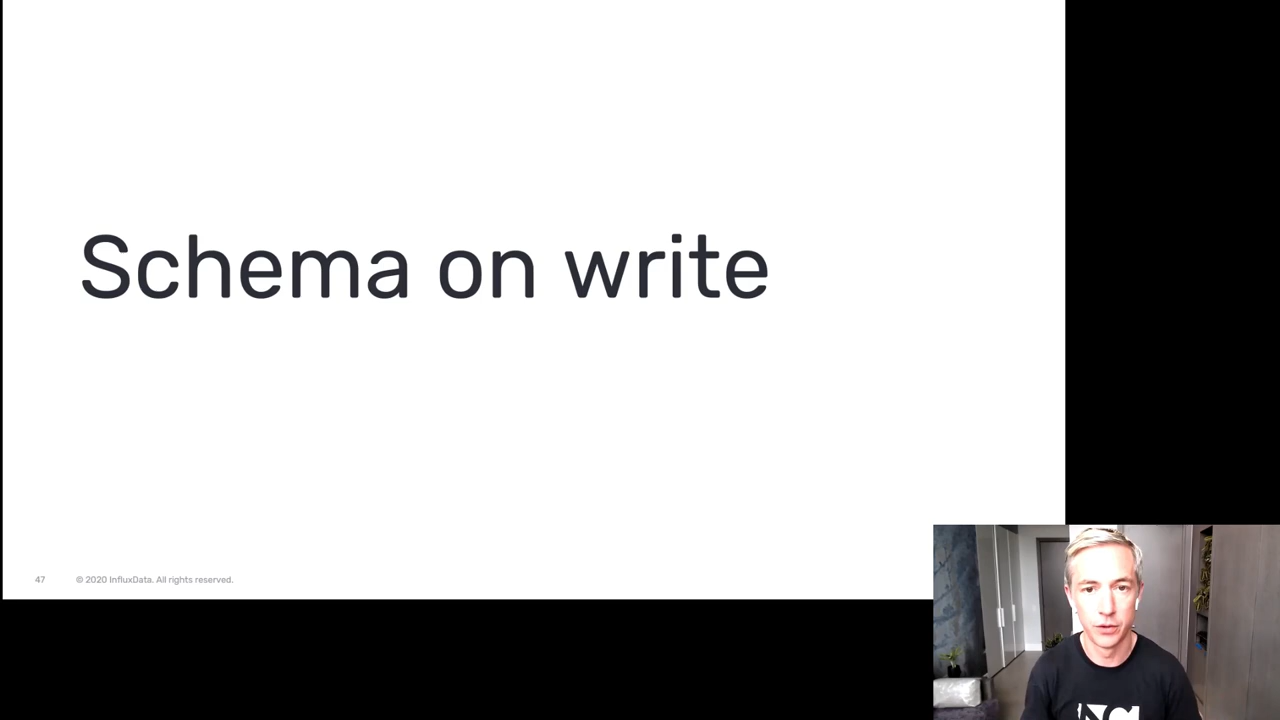 Schema on write
47 © 2020 InfluxData. All rights reserved.